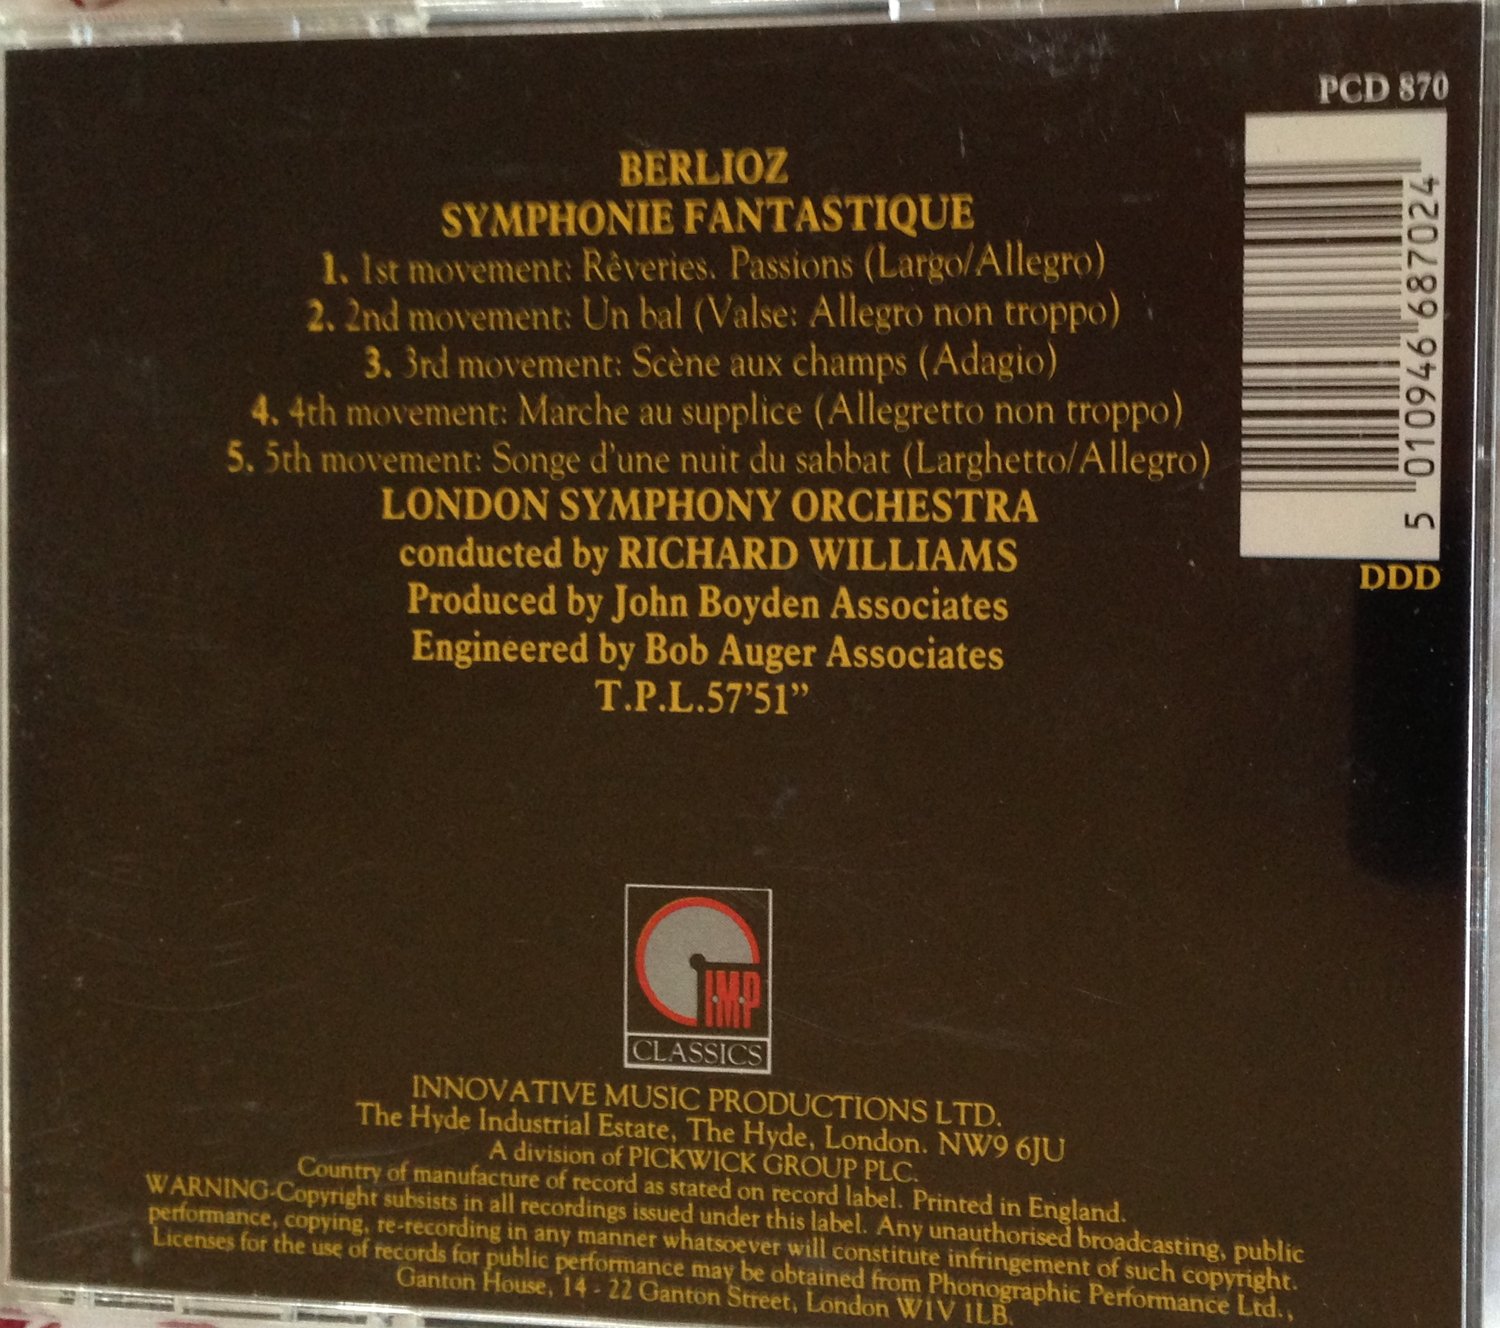 PCD 870
BERLIOZ
SYMPHONIE FANTASTIQUE
1. 1st movement: Rêveries. Passions (Largo/Allegro)
2. 2nd movement: Un bal (Valse: Allegro non troppo)
3. 3rd movement: Scène aux champs (Adagio)
4. 4th movement: Marche au supplice (Allegretto non troppo)
5. 5th movement: Songe d'une nuit du sabbat (Larghetto/Allegro)
LONDON SYMPHONY ORCHESTRA
conducted by RICHARD WILLIAMS
Produced by John Boyden Associates
Engineered by Bob Auger Associates
T.P.L.57'51"
5 010946 687024
DDD
I·M·P
CLASSICS
INNOVATIVE MUSIC PRODUCTIONS LTD.
The Hyde Industrial Estate, The Hyde, London. NW9 6JU
A division of PICKWICK GROUP PLC.
Country of manufacture of record as stated on record label. Printed in England.
WARNING-Copyright subsists in all recordings issued under this label. Any unauthorised broadcasting, public
performance, copying, re-recording in any manner whatsoever will constitute infringement of such copyright.
Licenses for the use of records for public performance may be obtained from Phonographic Performance Ltd.,
Ganton House, 14 - 22 Ganton Street, London W1V 1LB.